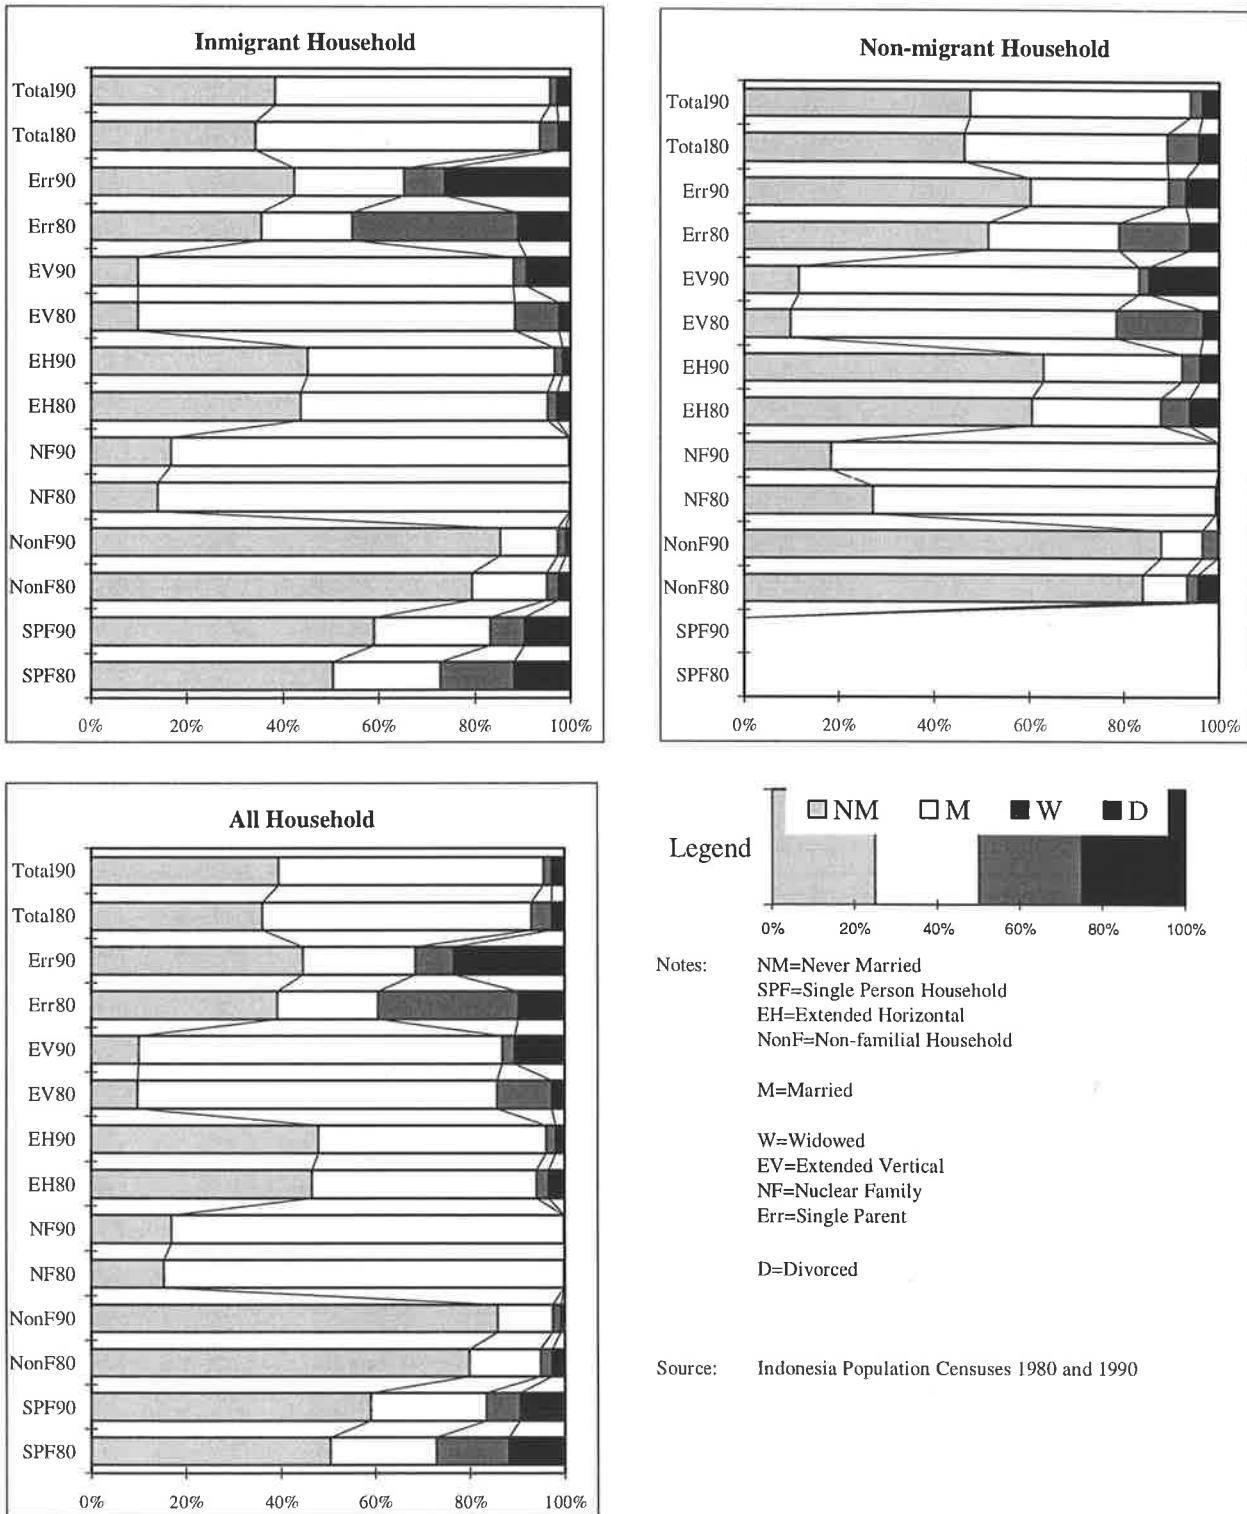 Inmigrant Household
Total90
Total80
Err90
Err80
EV90
EV80
EH90
EH80
NF90
NF80
NonF90
NonF80
SPF90
SPF80
0% 20% 40% 60% 80% 100%
Non-migrant Household
Total90
Total80
Err90
Err80
EV90
EV80
EH90
EH80
NF90
NF80
NonF90
NonF80
SPF90
SPF80
0% 20% 40% 60% 80% 100%
All Household
Total90
Total80
Err90
Err80
EV90
EV80
EH90
EH80
NF90
NF80
NonF90
NonF80
SPF90
SPF80
0% 20% 40% 60% 80% 100%
NM M W D
Legend
0% 20% 40% 60% 80% 100%
Notes: NM=Never Married
SPF=Single Person Household
EH=Extended Horizontal
NonF=Non-familial Household
M=Married
W=Widowed
EV=Extended Vertical
NF=Nuclear Family
Err=Single Parent
D=Divorced
Source: Indonesia Population Censuses 1980 and 1990